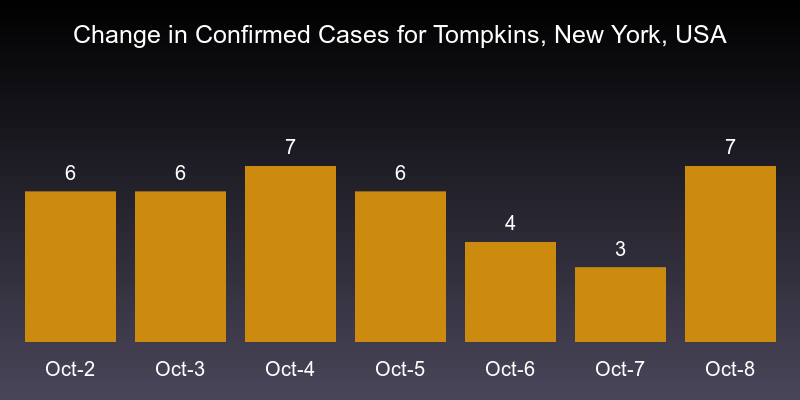 Change in Confirmed Cases for Tompkins, New York, USA
6 6 7 6 4 3 7
Oct-2 Oct-3 Oct-4 Oct-5 Oct-6 Oct-7 Oct-8